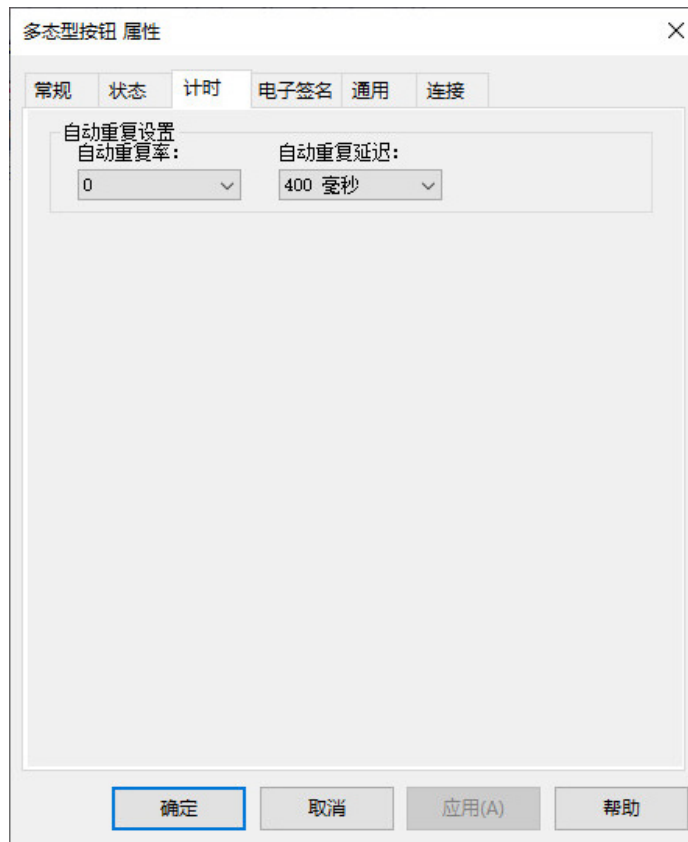 多态型按钮 属性
常规 状态 计时 电子签名 通用 连接
自动重复设置
自动重复率: 自动重复延迟:
0 400 毫秒
确定 取消 应用(A) 帮助